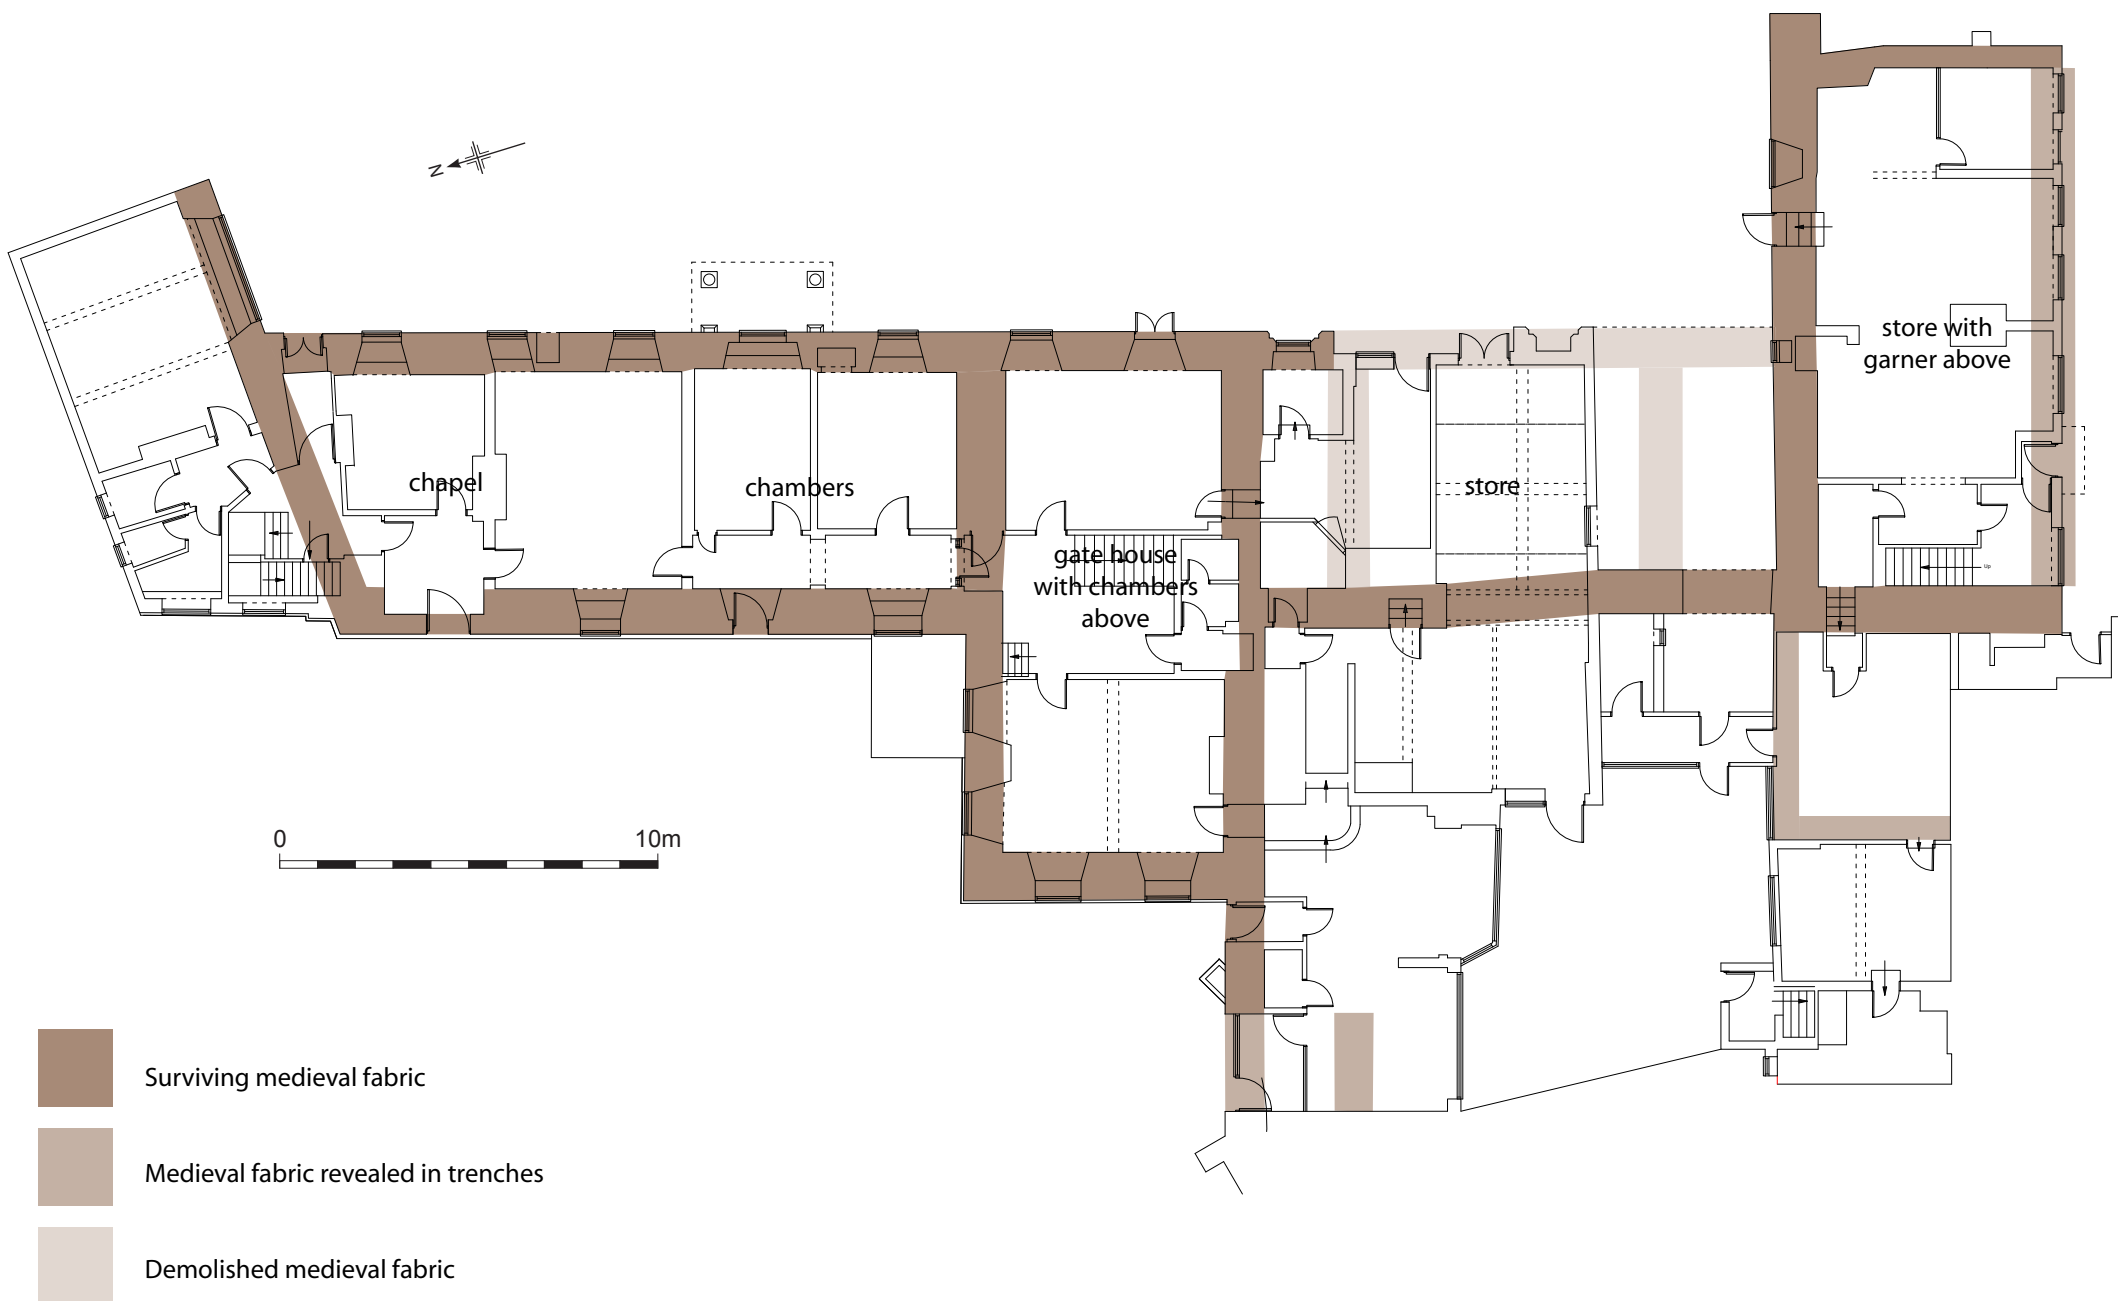 N
store with
garner above
chapel
chambers
store
gate house
with chambers
above
Up
0 10m
Surviving medieval fabric
Medieval fabric revealed in trenches
Demolished medieval fabric